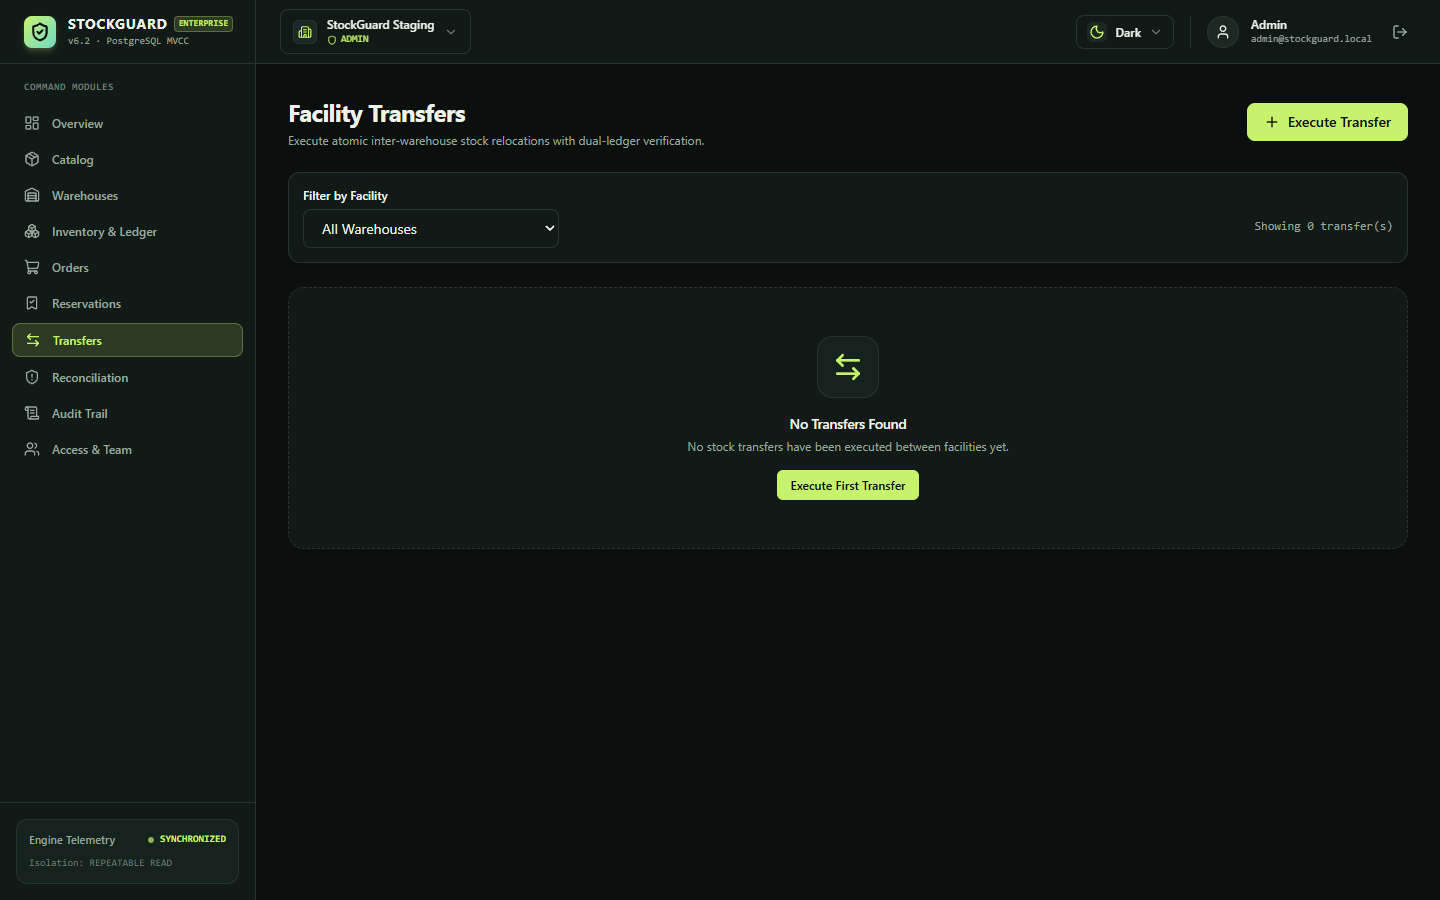 STOCKGUARD ENTERPRISE
v6.2 · PostgreSQL MVCC
StockGuard Staging
ADMIN
Dark
Admin
admin@stockguard.local
COMMAND MODULES
Overview
Catalog
Warehouses
Inventory & Ledger
Orders
Reservations
Transfers
Reconciliation
Audit Trail
Access & Team
Engine Telemetry SYNCHRONIZED
Isolation: REPEATABLE READ
Facility Transfers
Execute atomic inter-warehouse stock relocations with dual-ledger verification.
Execute Transfer
Filter by Facility
All Warehouses
Showing 0 transfer(s)
No Transfers Found
No stock transfers have been executed between facilities yet.
Execute First Transfer